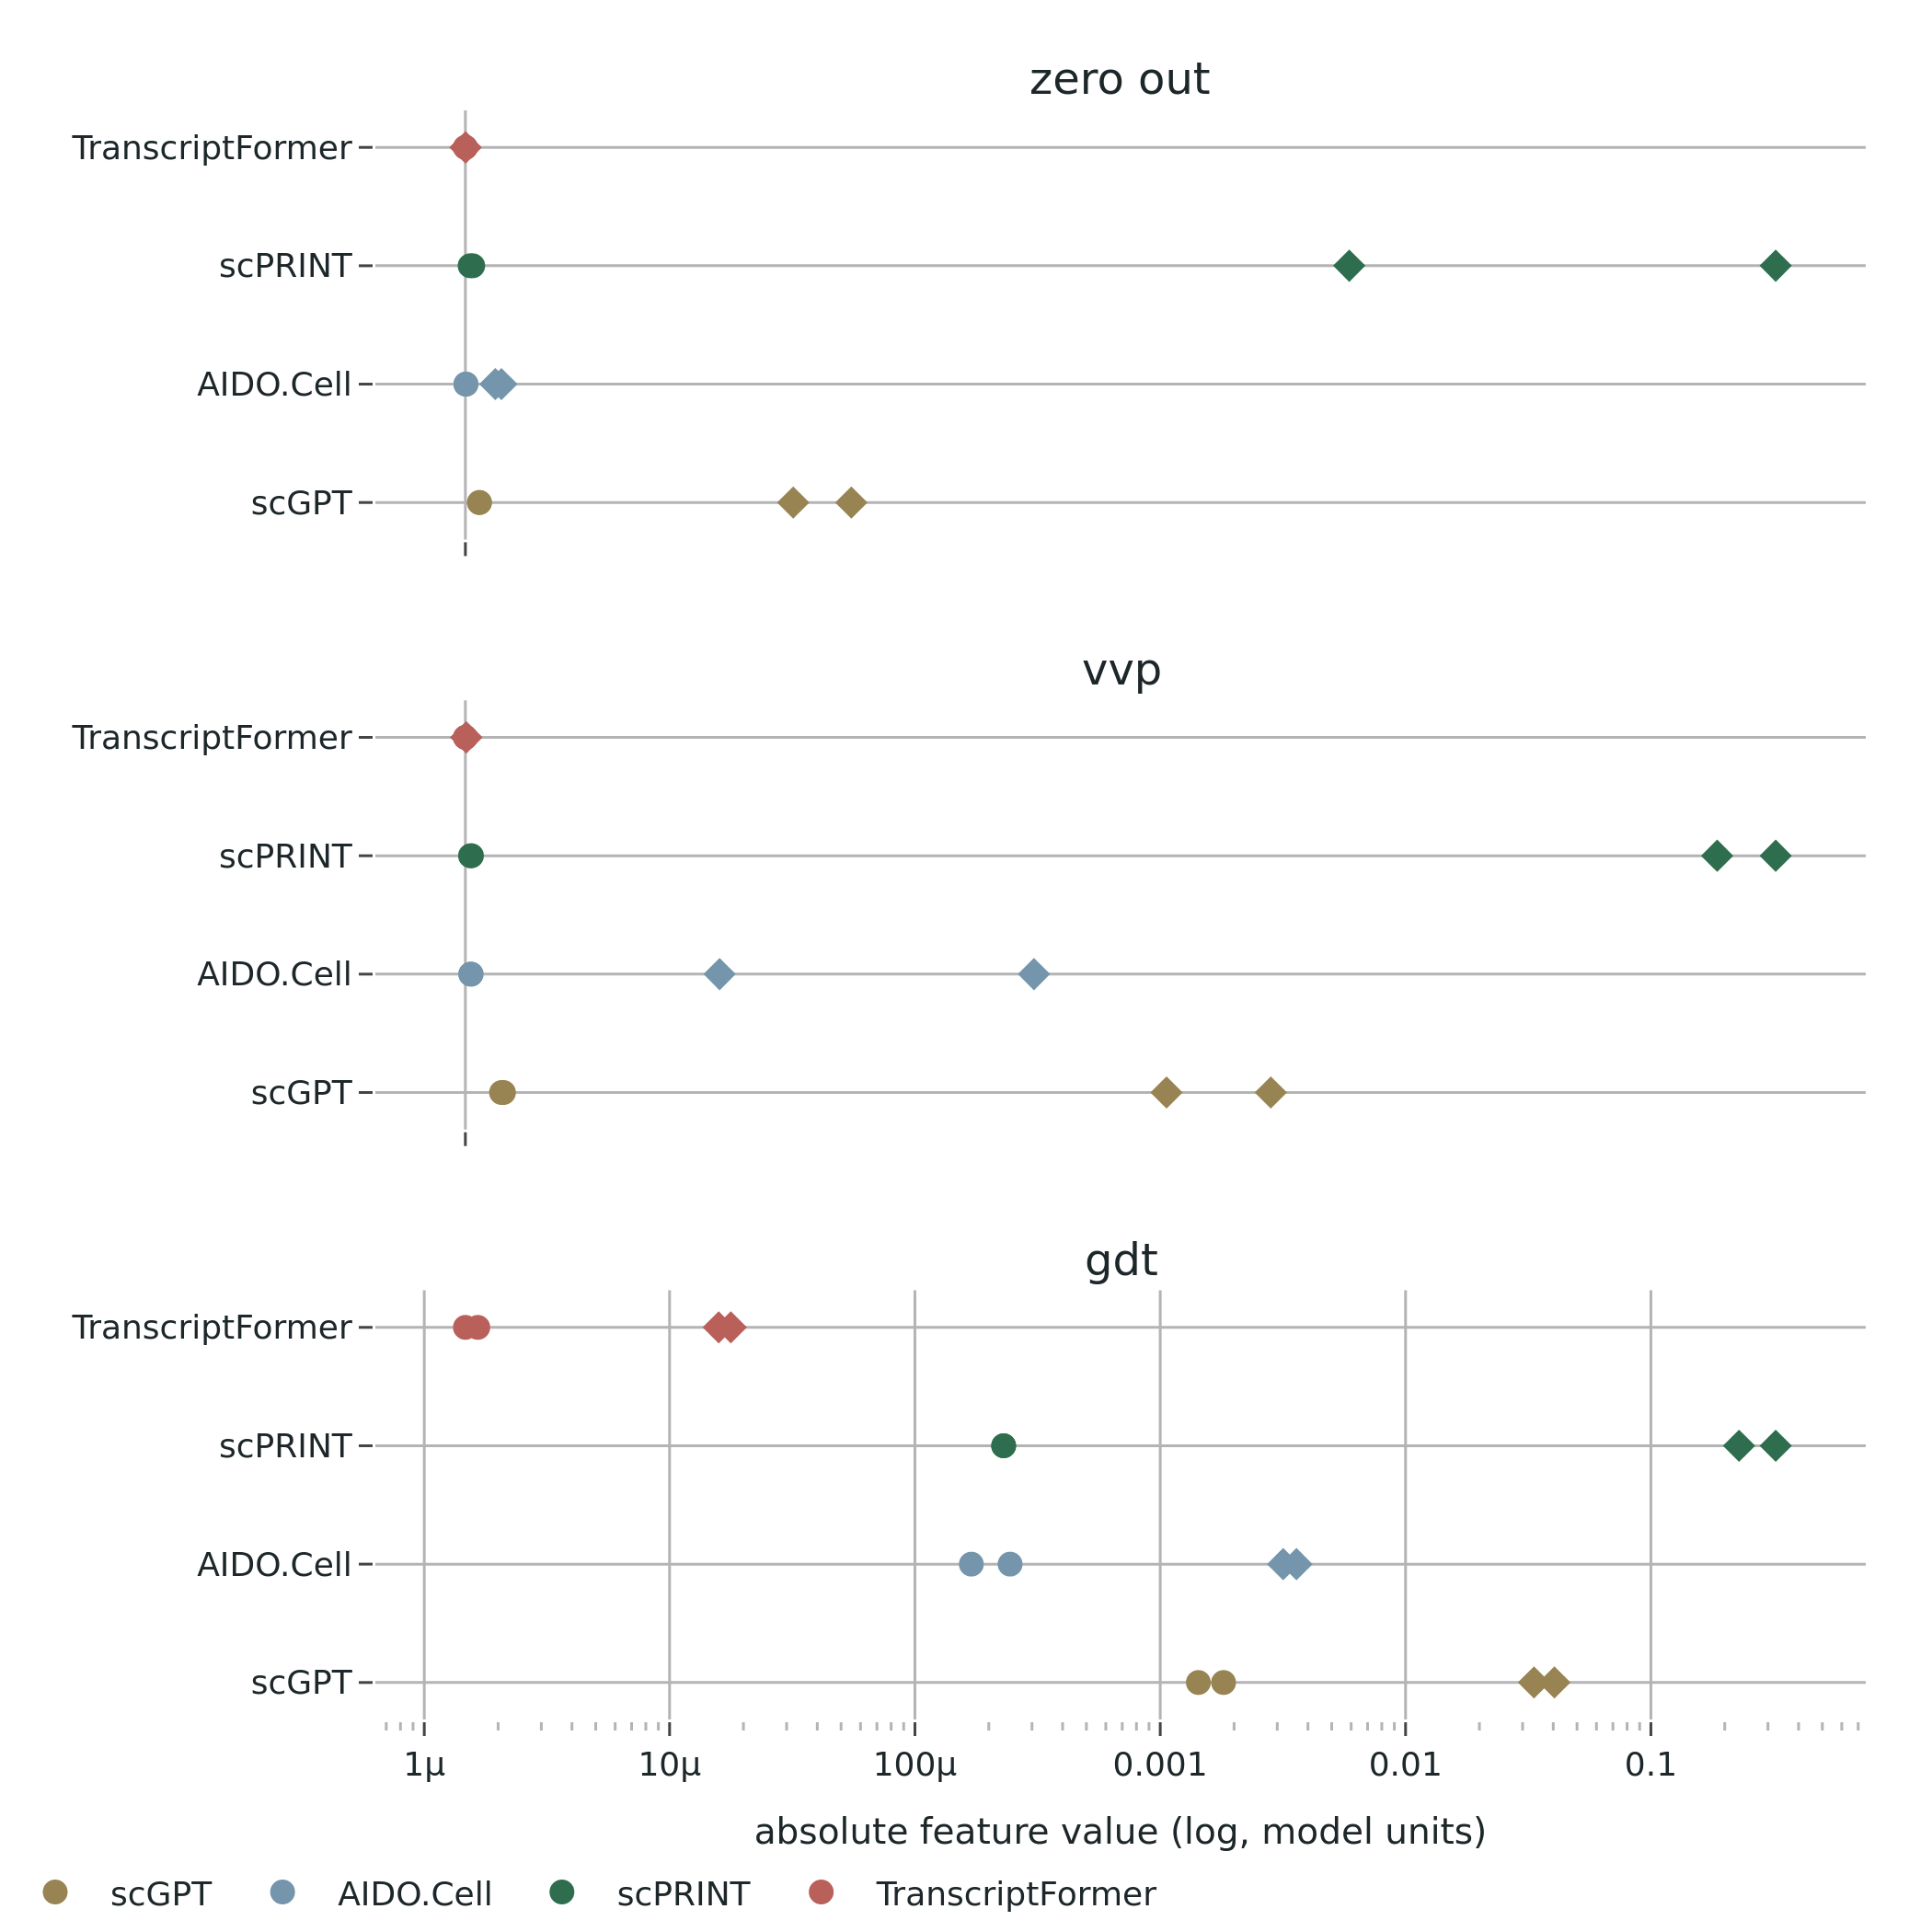 zero out
TranscriptFormer
scPRINT
AIDO.Cell
scGPT
vvp
TranscriptFormer
scPRINT
AIDO.Cell
scGPT
gdt
TranscriptFormer
scPRINT
AIDO.Cell
scGPT
1µ 10µ 100µ 0.001 0.01 0.1
absolute feature value (log, model units)
scGPT AIDO.Cell scPRINT TranscriptFormer